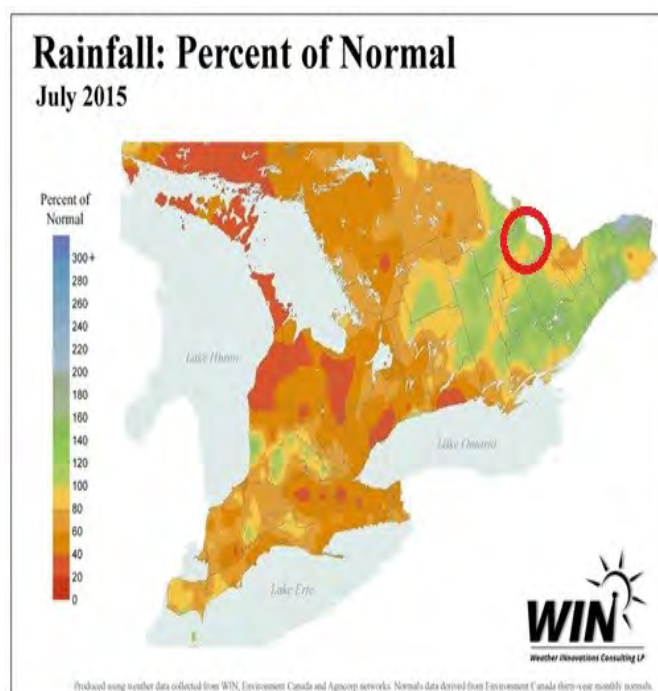 Rainfall: Percent of Normal
July 2015
Percent of
Normal
300+
280
260
240
220
200
180
160
140
120
100
80
60
40
20
0
Lake Huron
Lake Ontario
Lake Erie
WIN
Weather INnovations Consulting LP
Produced using weather data collected from WIN, Environment Canada and Agricorp networks. Normals data derived from Environment Canada thirty-year monthly normals.